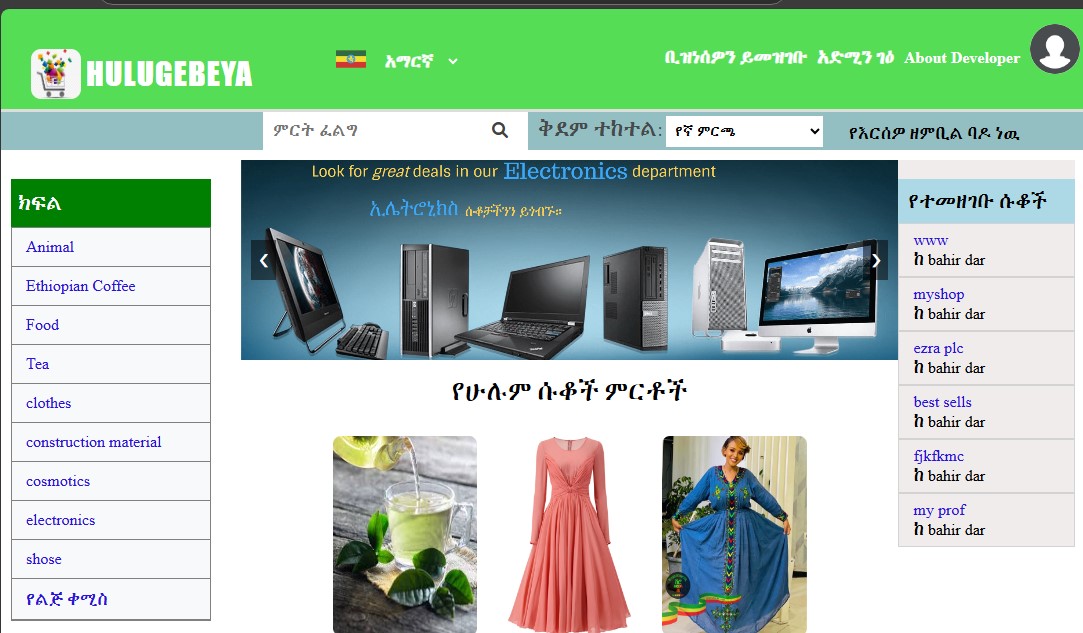 HULUGEBEYA
አማርኛ
ቢዝነሰዎን ይመዝገቡ አድሚን ገፅ About Developer
ምርት ፈልግ
ቅደም ተከተል: የኛ ምርጫ
የእርሰዎ ዘምቢል ባዶ ነዉ
ክፍል
Animal
Ethiopian Coffee
Food
Tea
clothes
construction material
cosmotics
electronics
shose
የልጅ ቀሚስ
Look for great deals in our Electronics department
ኢሌትሮኒክስ ሱቆቻችንን ይጎብኙ።
❮ ❯
የሁሉም ሱቆች ምርቶች
የተመዘገቡ ሱቆች
www
ከ bahir dar
myshop
ከ bahir dar
ezra plc
ከ bahir dar
best sells
ከ bahir dar
fjkfkmc
ከ bahir dar
my prof
ከ bahir dar